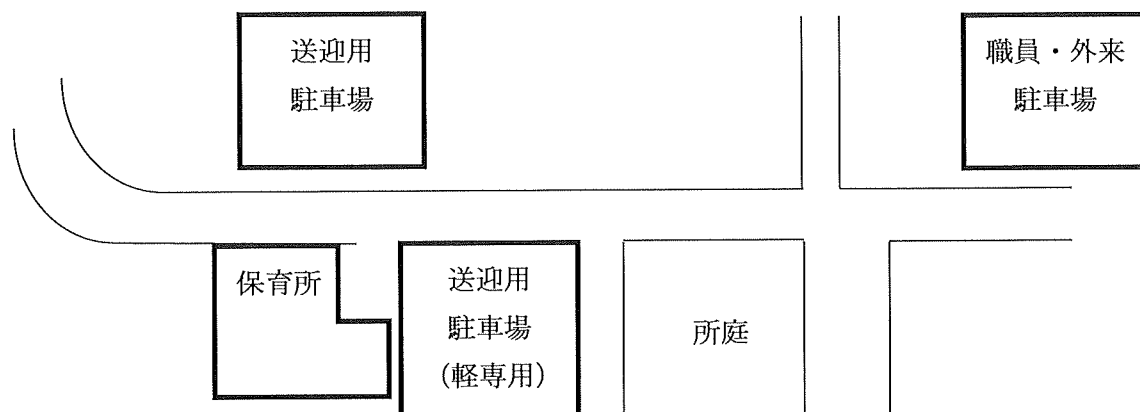 送迎用
駐車場
職員・外来
駐車場
保育所
送迎用
駐車場
（軽専用）
所庭